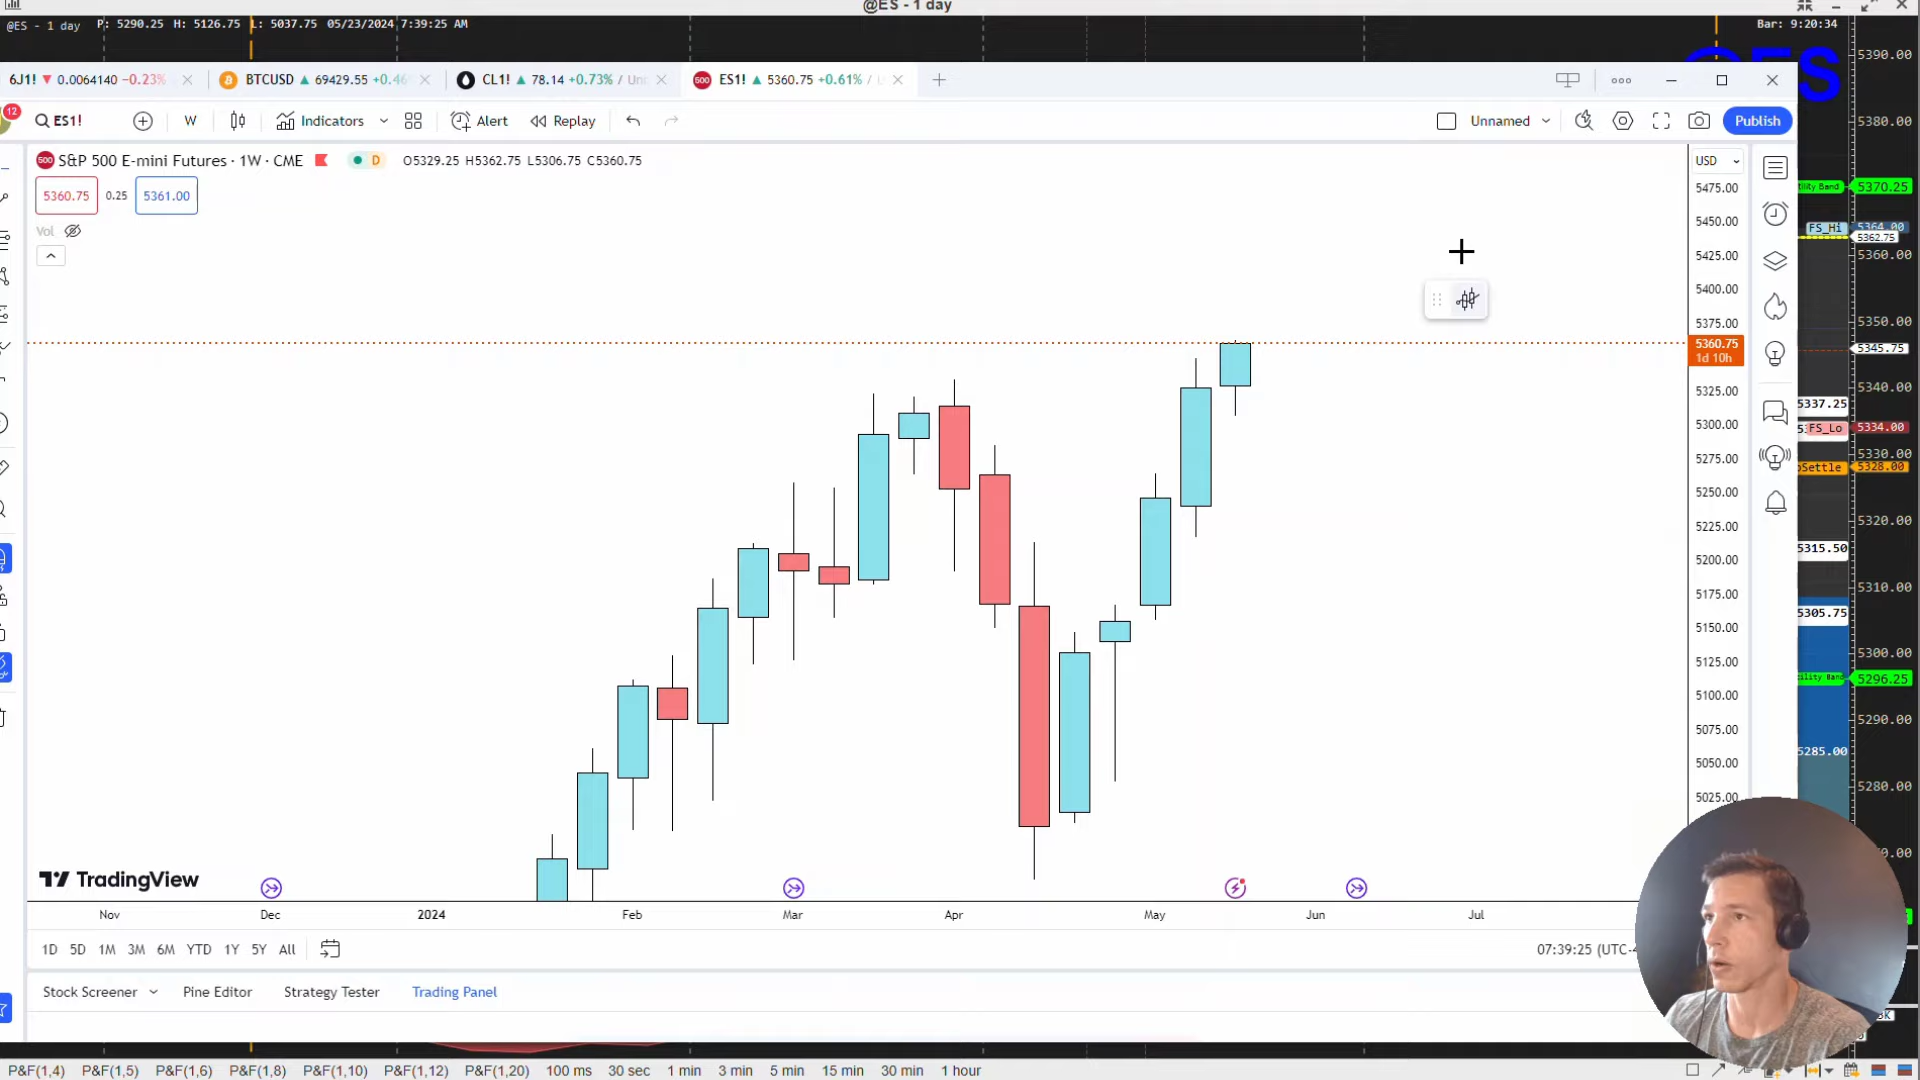 @ES - 1 day
@ES - 1 day P: 5290.25 H: 5126.75 L: 5037.75 05/23/2024 7:39:25 AM
Bar: 9:20:34
6J1! ▼ 0.0064140 −0.23%
BTCUSD ▲ 69429.55
CL1! ▲ 78.14 +0.73% /
ES1! ▲ 5360.75 +0.61% /
ES
12
ES1!
W
Indicators
Alert
Replay
Unnamed
Publish
500 S&P 500 E-mini Futures · 1W · CME D O5329.25 H5362.75 L5306.75 C5360.75
USD
5360.75 0.25 5361.00
Vol
5475.00
5450.00
5425.00
5400.00
5375.00
5360.75
1d 10h
5325.00
5300.00
5275.00
5250.00
5225.00
5200.00
5175.00
5150.00
5125.00
5100.00
5075.00
5050.00
5025.00
5390.00
5380.00
5370.25
FS_Hi 5364.00
5362.75
5360.00
5350.00
5345.75
5340.00
5337.25
FS_Lo 5334.00
5330.00
5328.00
5320.00
5315.50
5310.00
5305.75
5300.00
5296.25
5290.00
5285.00
5280.00
TradingView
Nov Dec 2024 Feb Mar Apr May Jun Jul
1D 5D 1M 3M 6M YTD 1Y 5Y All
07:39:25
Stock Screener Pine Editor Strategy Tester Trading Panel
P&F(1,4) P&F(1,5) P&F(1,6) P&F(1,8) P&F(1,10) P&F(1,12) P&F(1,20) 100 ms 30 sec 1 min 3 min 5 min 15 min 30 min 1 hour